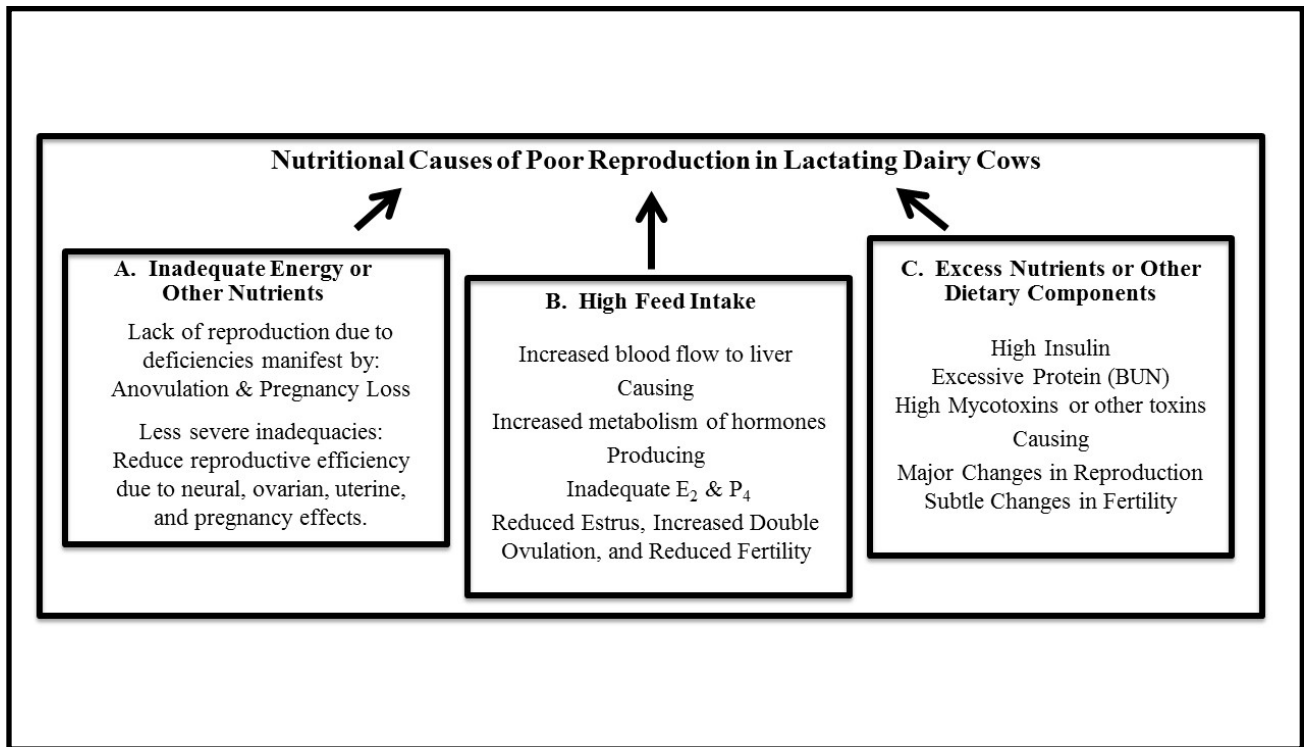 Nutritional Causes of Poor Reproduction in Lactating Dairy Cows
A. Inadequate Energy or
Other Nutrients
Lack of reproduction due to
deficiencies manifest by:
Anovulation & Pregnancy Loss
Less severe inadequacies:
Reduce reproductive efficiency
due to neural, ovarian, uterine,
and pregnancy effects.
B. High Feed Intake
Increased blood flow to liver
Causing
Increased metabolism of hormones
Producing
Inadequate E₂ & P₄
Reduced Estrus, Increased Double
Ovulation, and Reduced Fertility
C. Excess Nutrients or Other
Dietary Components
High Insulin
Excessive Protein (BUN)
High Mycotoxins or other toxins
Causing
Major Changes in Reproduction
Subtle Changes in Fertility